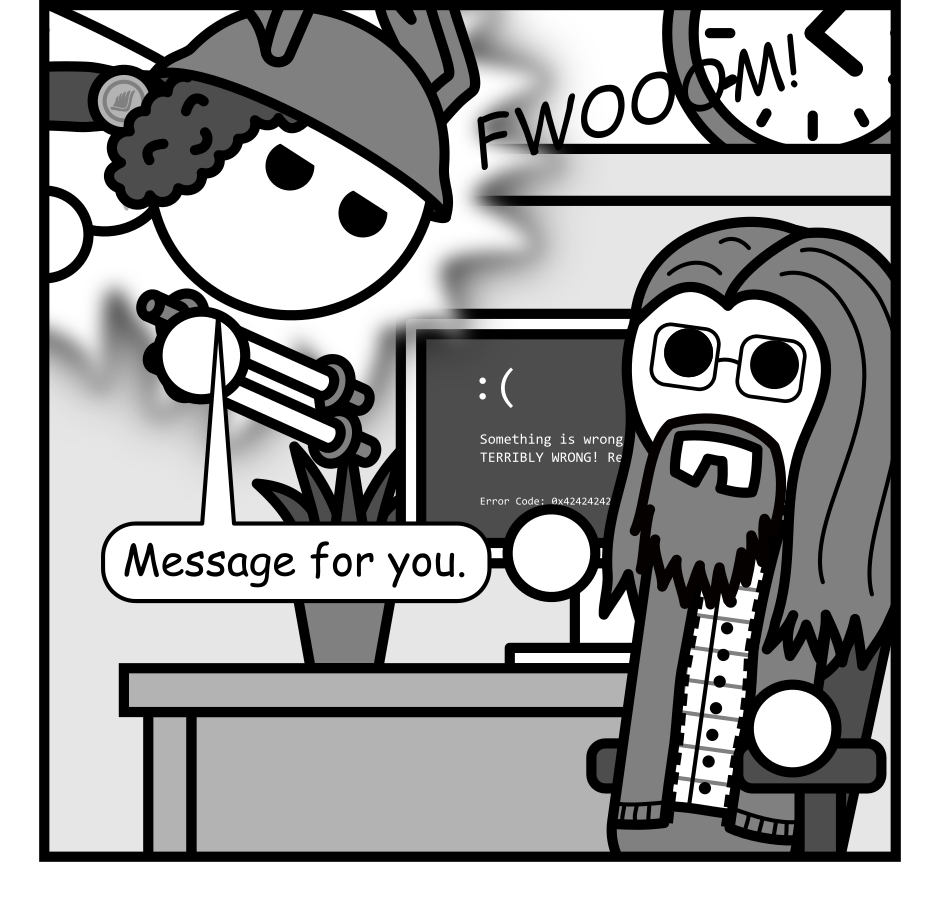 FWOOOM!
:(
Something is wrong
TERRIBLY WRONG! Re
Error Code: 0x42424242
Message for you.